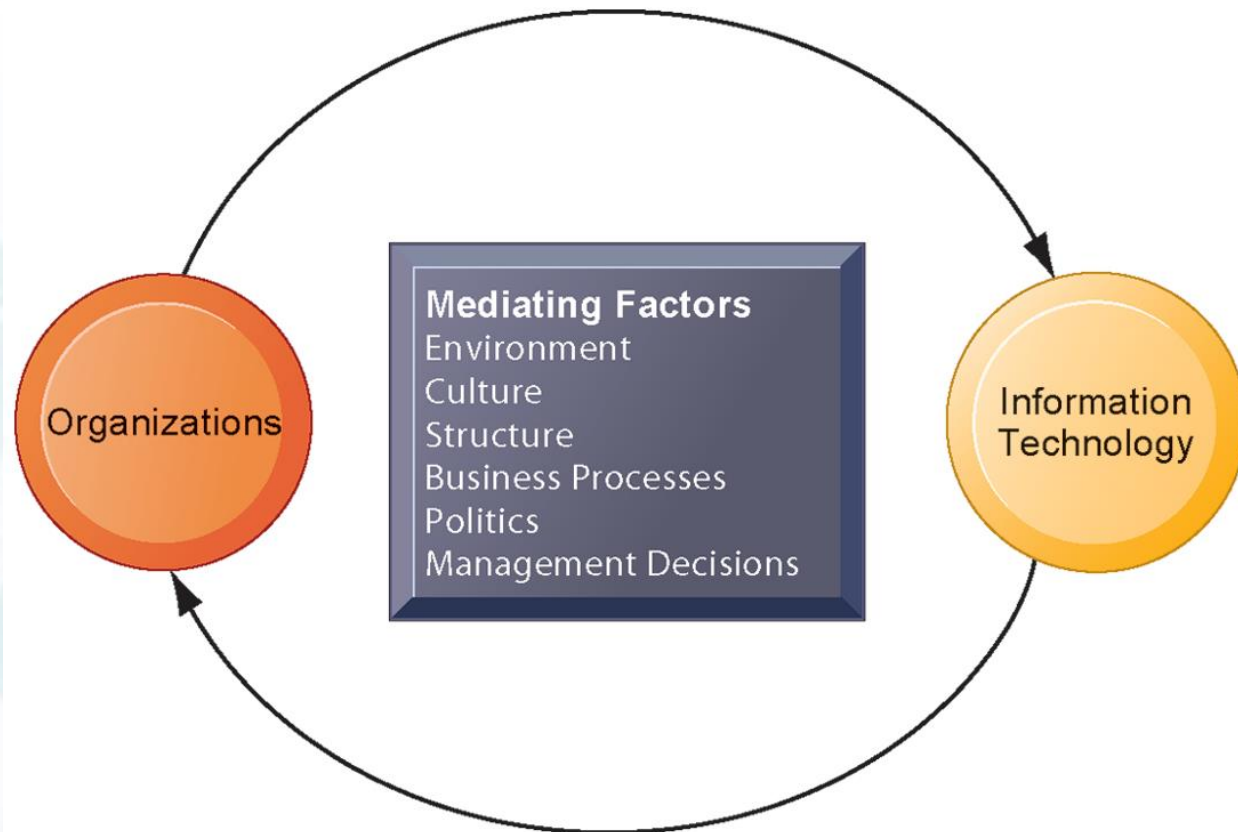 Organizations
Mediating Factors
Environment
Culture
Structure
Business Processes
Politics
Management Decisions
Information
Technology